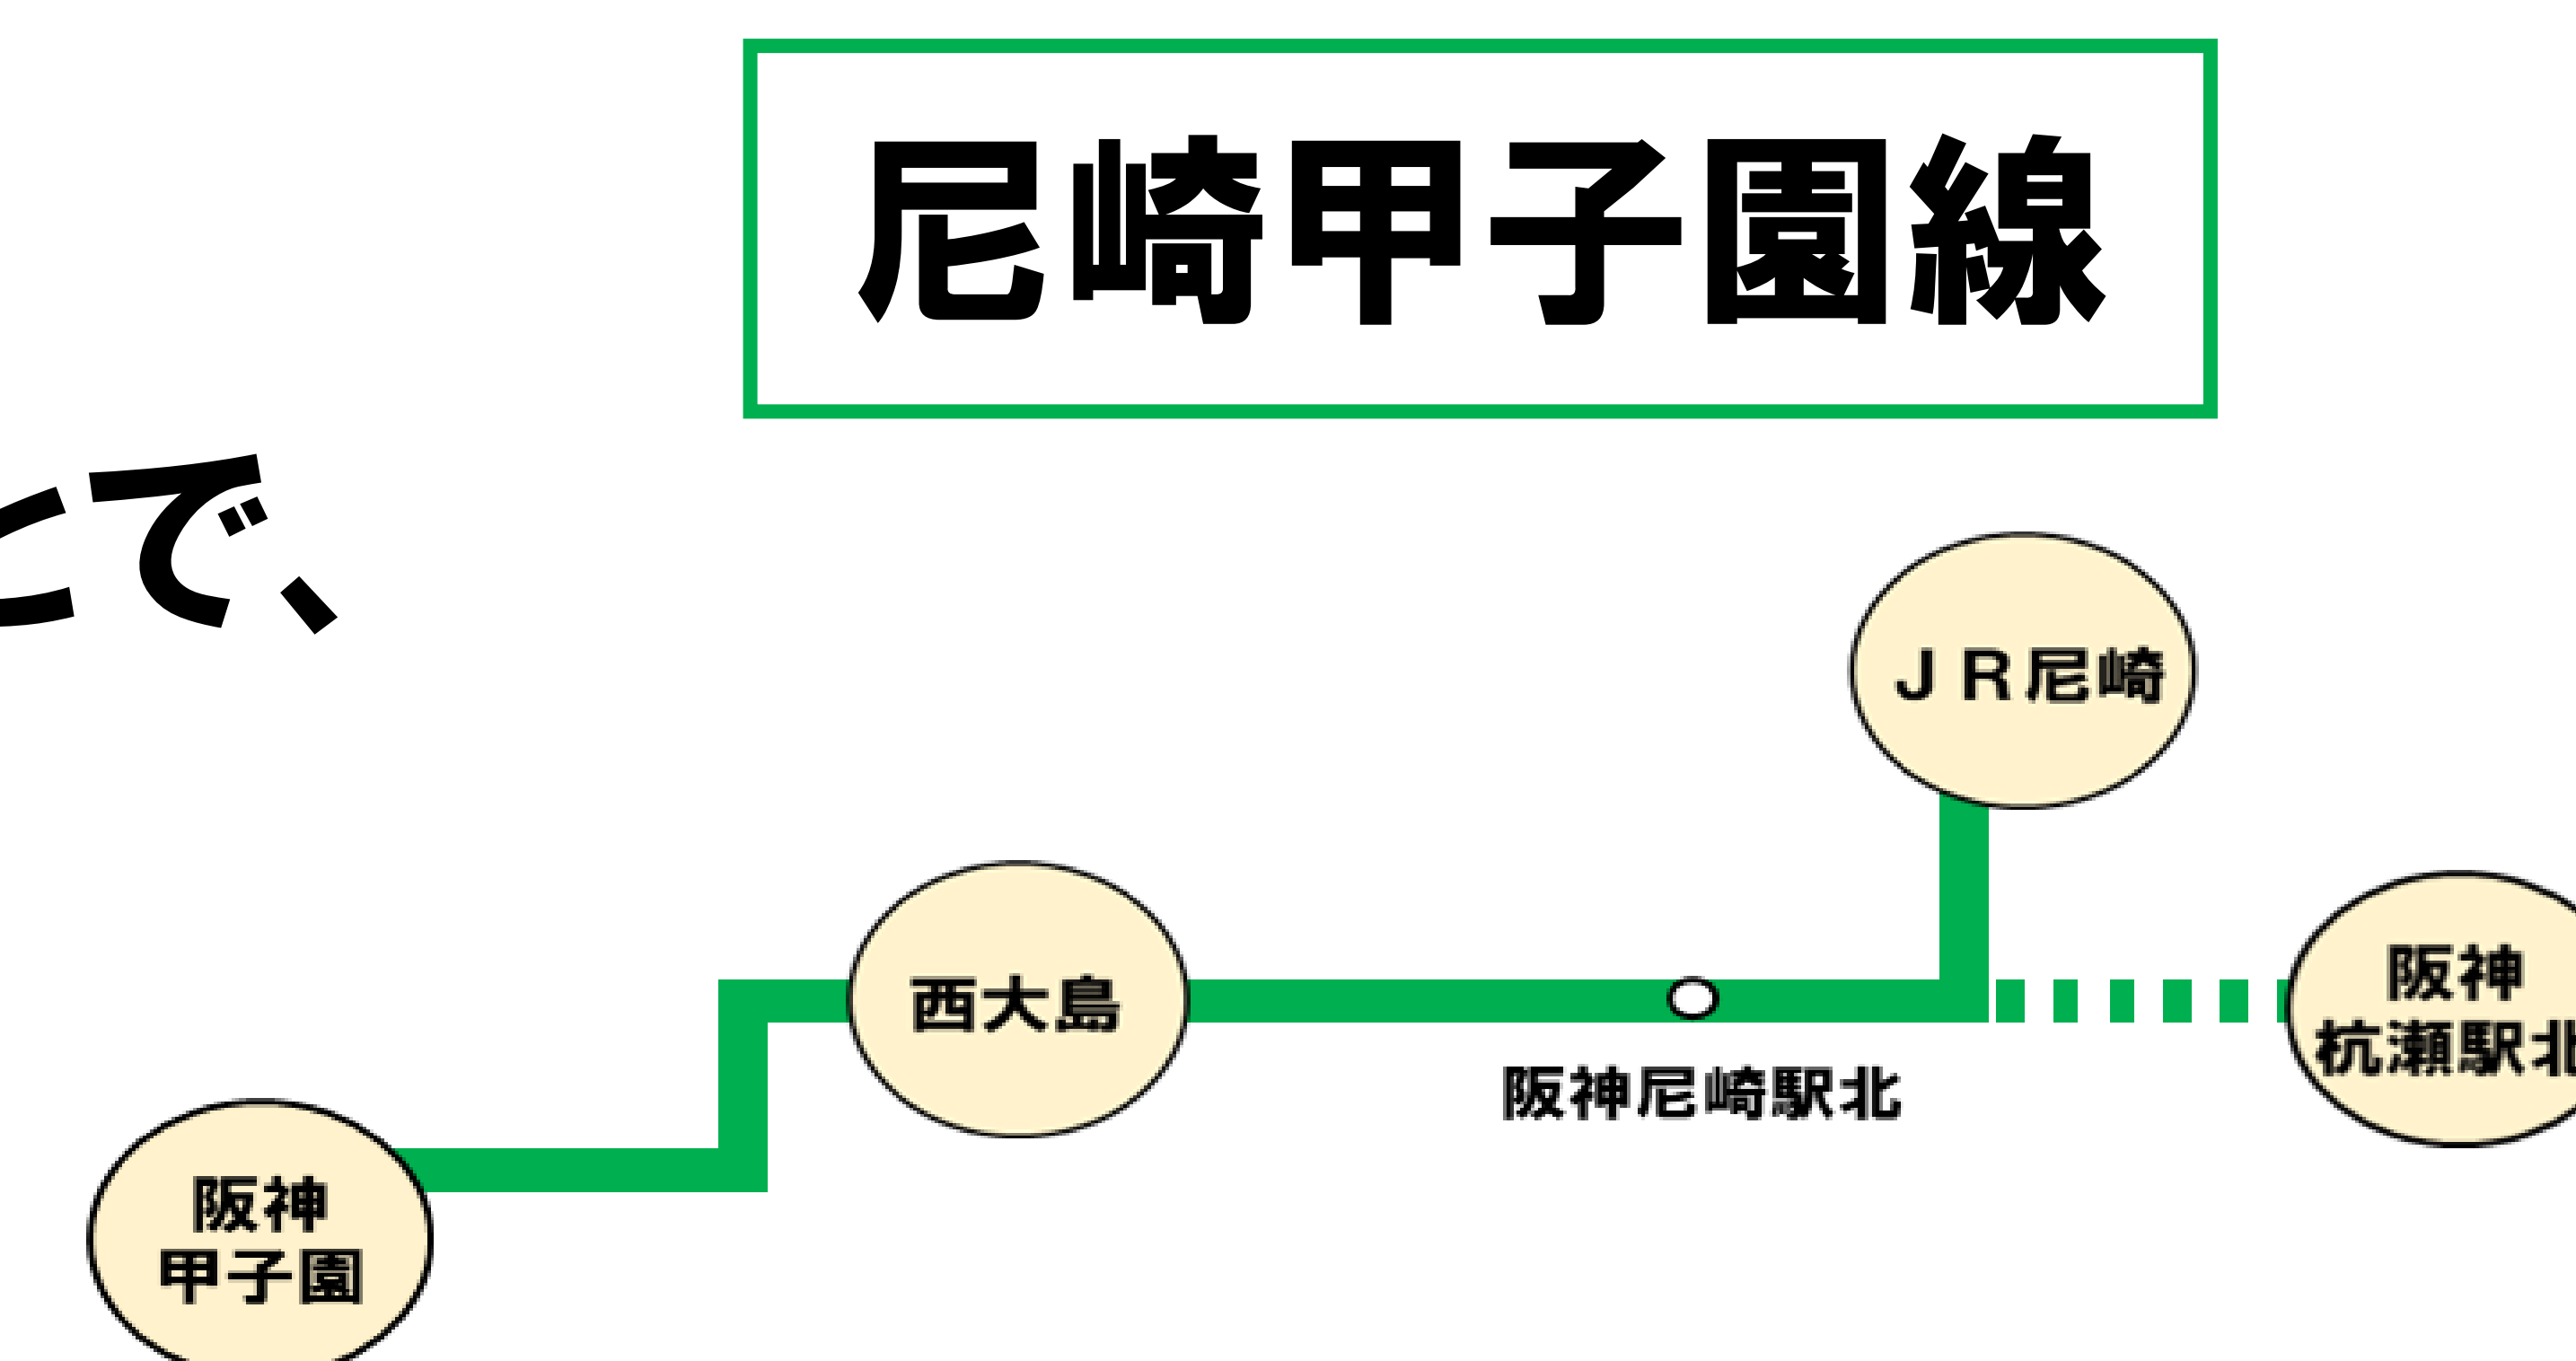 尼崎甲子園線
とで、
ＪＲ尼崎
西大島
阪神
杭瀬駅北
阪神尼崎駅北
阪神
甲子園